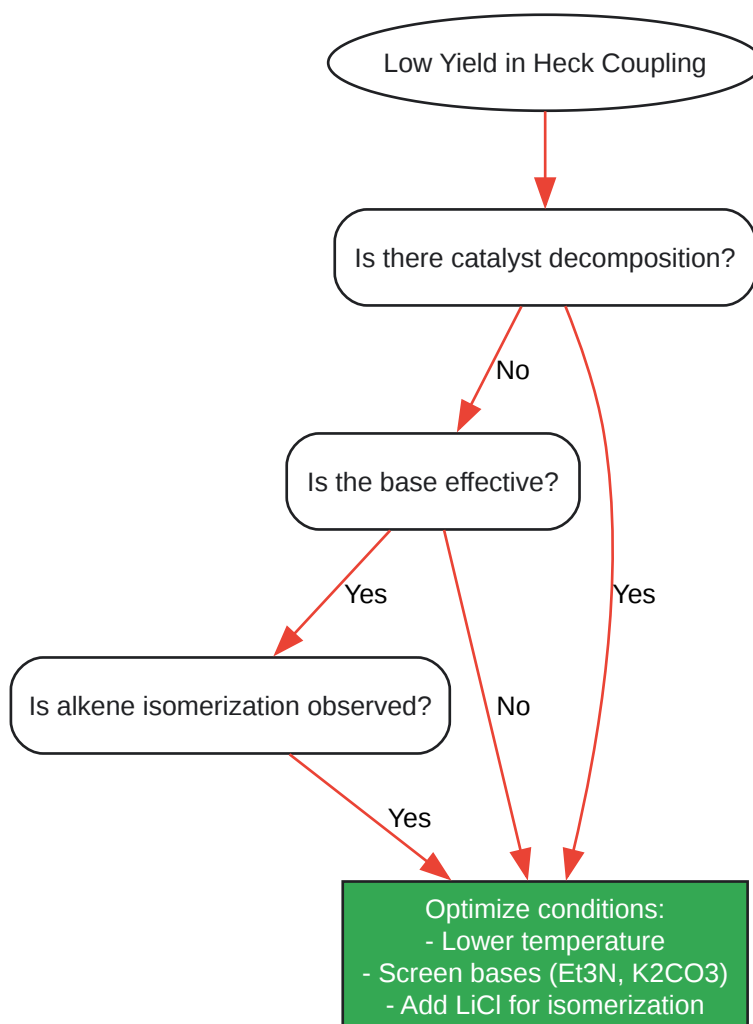 Low Yield in Heck Coupling
Is there catalyst decomposition?
No
Is the base effective?
Yes
Yes
Is alkene isomerization observed?
No
Yes
Optimize conditions:
- Lower temperature
- Screen bases (Et3N, K2CO3)
- Add LiCl for isomerization